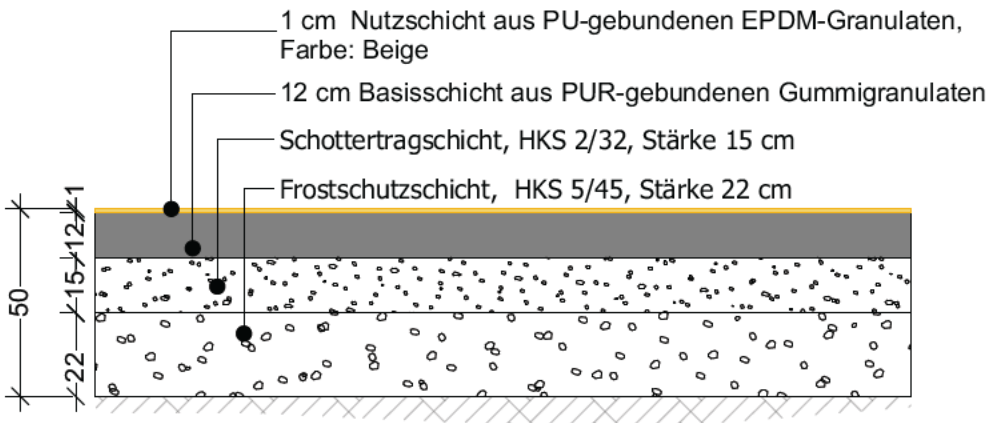 1 cm Nutzschicht aus PU-gebundenen EPDM-Granulaten,
Farbe: Beige
12 cm Basisschicht aus PUR-gebundenen Gummigranulaten
Schottertragschicht, HKS 2/32, Stärke 15 cm
Frostschutzschicht, HKS 5/45, Stärke 22 cm
1
12
15
50
22